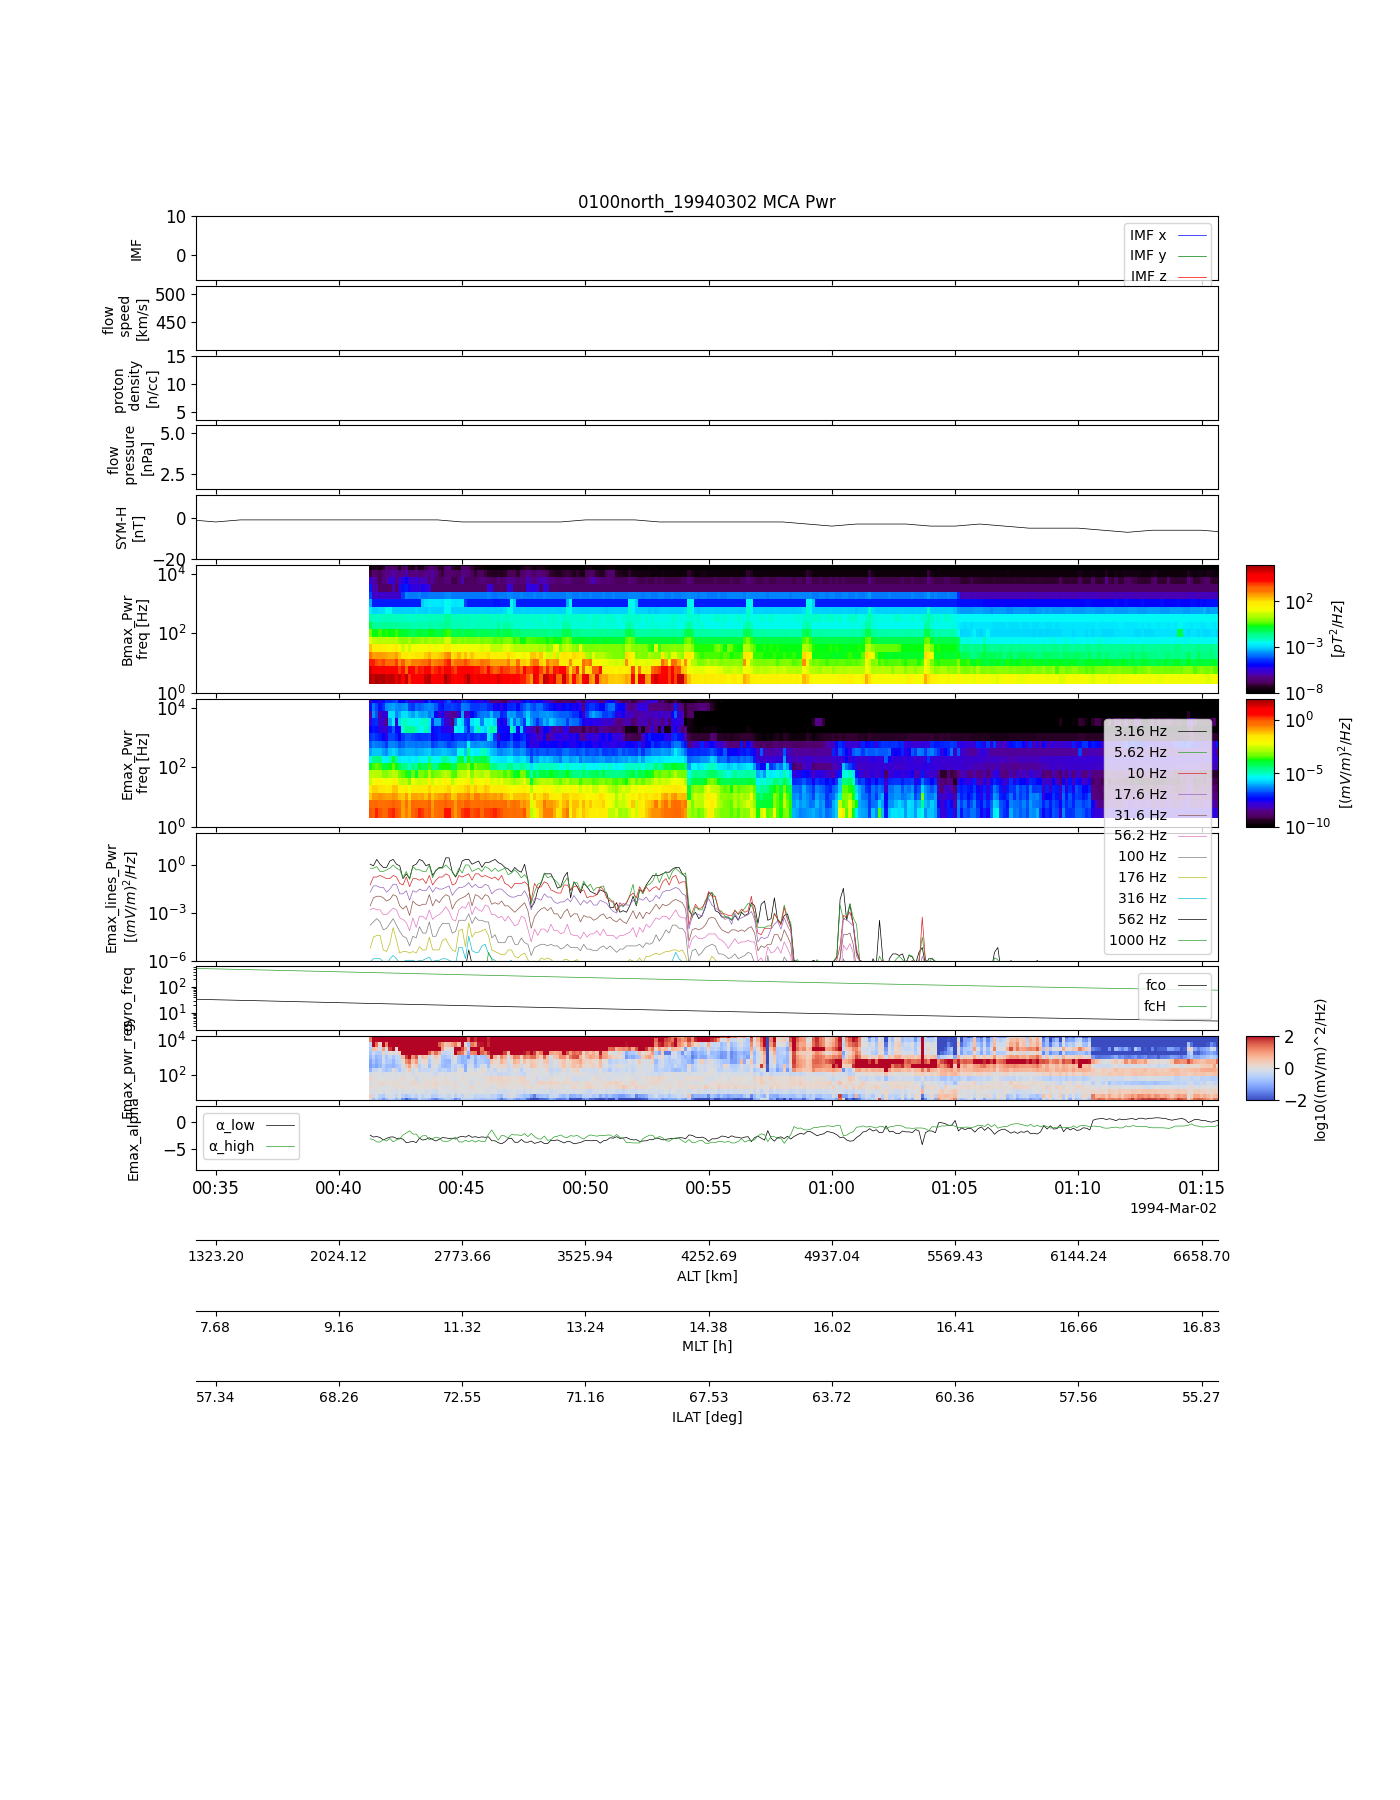 0100north_19940302 MCA Pwr
10
0
IMF
IMF x
IMF y
IMF z
500
450
flow
speed
[km/s]
15
10
5
proton
density
[n/cc]
5.0
2.5
flow
pressure
[nPa]
0
−20
SYM-H
[nT]
10^4
10^2
10^0
Bmax_Pwr
freq [Hz]
10^2
10^−3
10^−8
[pT^2/Hz]
10^4
10^2
10^0
Emax_Pwr
freq [Hz]
10^0
10^−5
10^−10
[(mV/m)^2/Hz]
3.16 Hz
5.62 Hz
10 Hz
17.6 Hz
31.6 Hz
56.2 Hz
100 Hz
176 Hz
316 Hz
562 Hz
1000 Hz
10^0
10^−3
10^−6
Emax_lines_Pwr
[(mV/m)^2/Hz]
10^2
10^1
gyro_freq
fco
fcH
10^4
10^2
Emax_pwr_res
2
0
−2
log10((mV/m)^2/Hz)
0
−5
Emax_alpha
α_low
α_high
00:35 00:40 00:45 00:50 00:55 01:00 01:05 01:10 01:15
1994-Mar-02
1323.20 2024.12 2773.66 3525.94 4252.69 4937.04 5569.43 6144.24 6658.70
ALT [km]
7.68 9.16 11.32 13.24 14.38 16.02 16.41 16.66 16.83
MLT [h]
57.34 68.26 72.55 71.16 67.53 63.72 60.36 57.56 55.27
ILAT [deg]